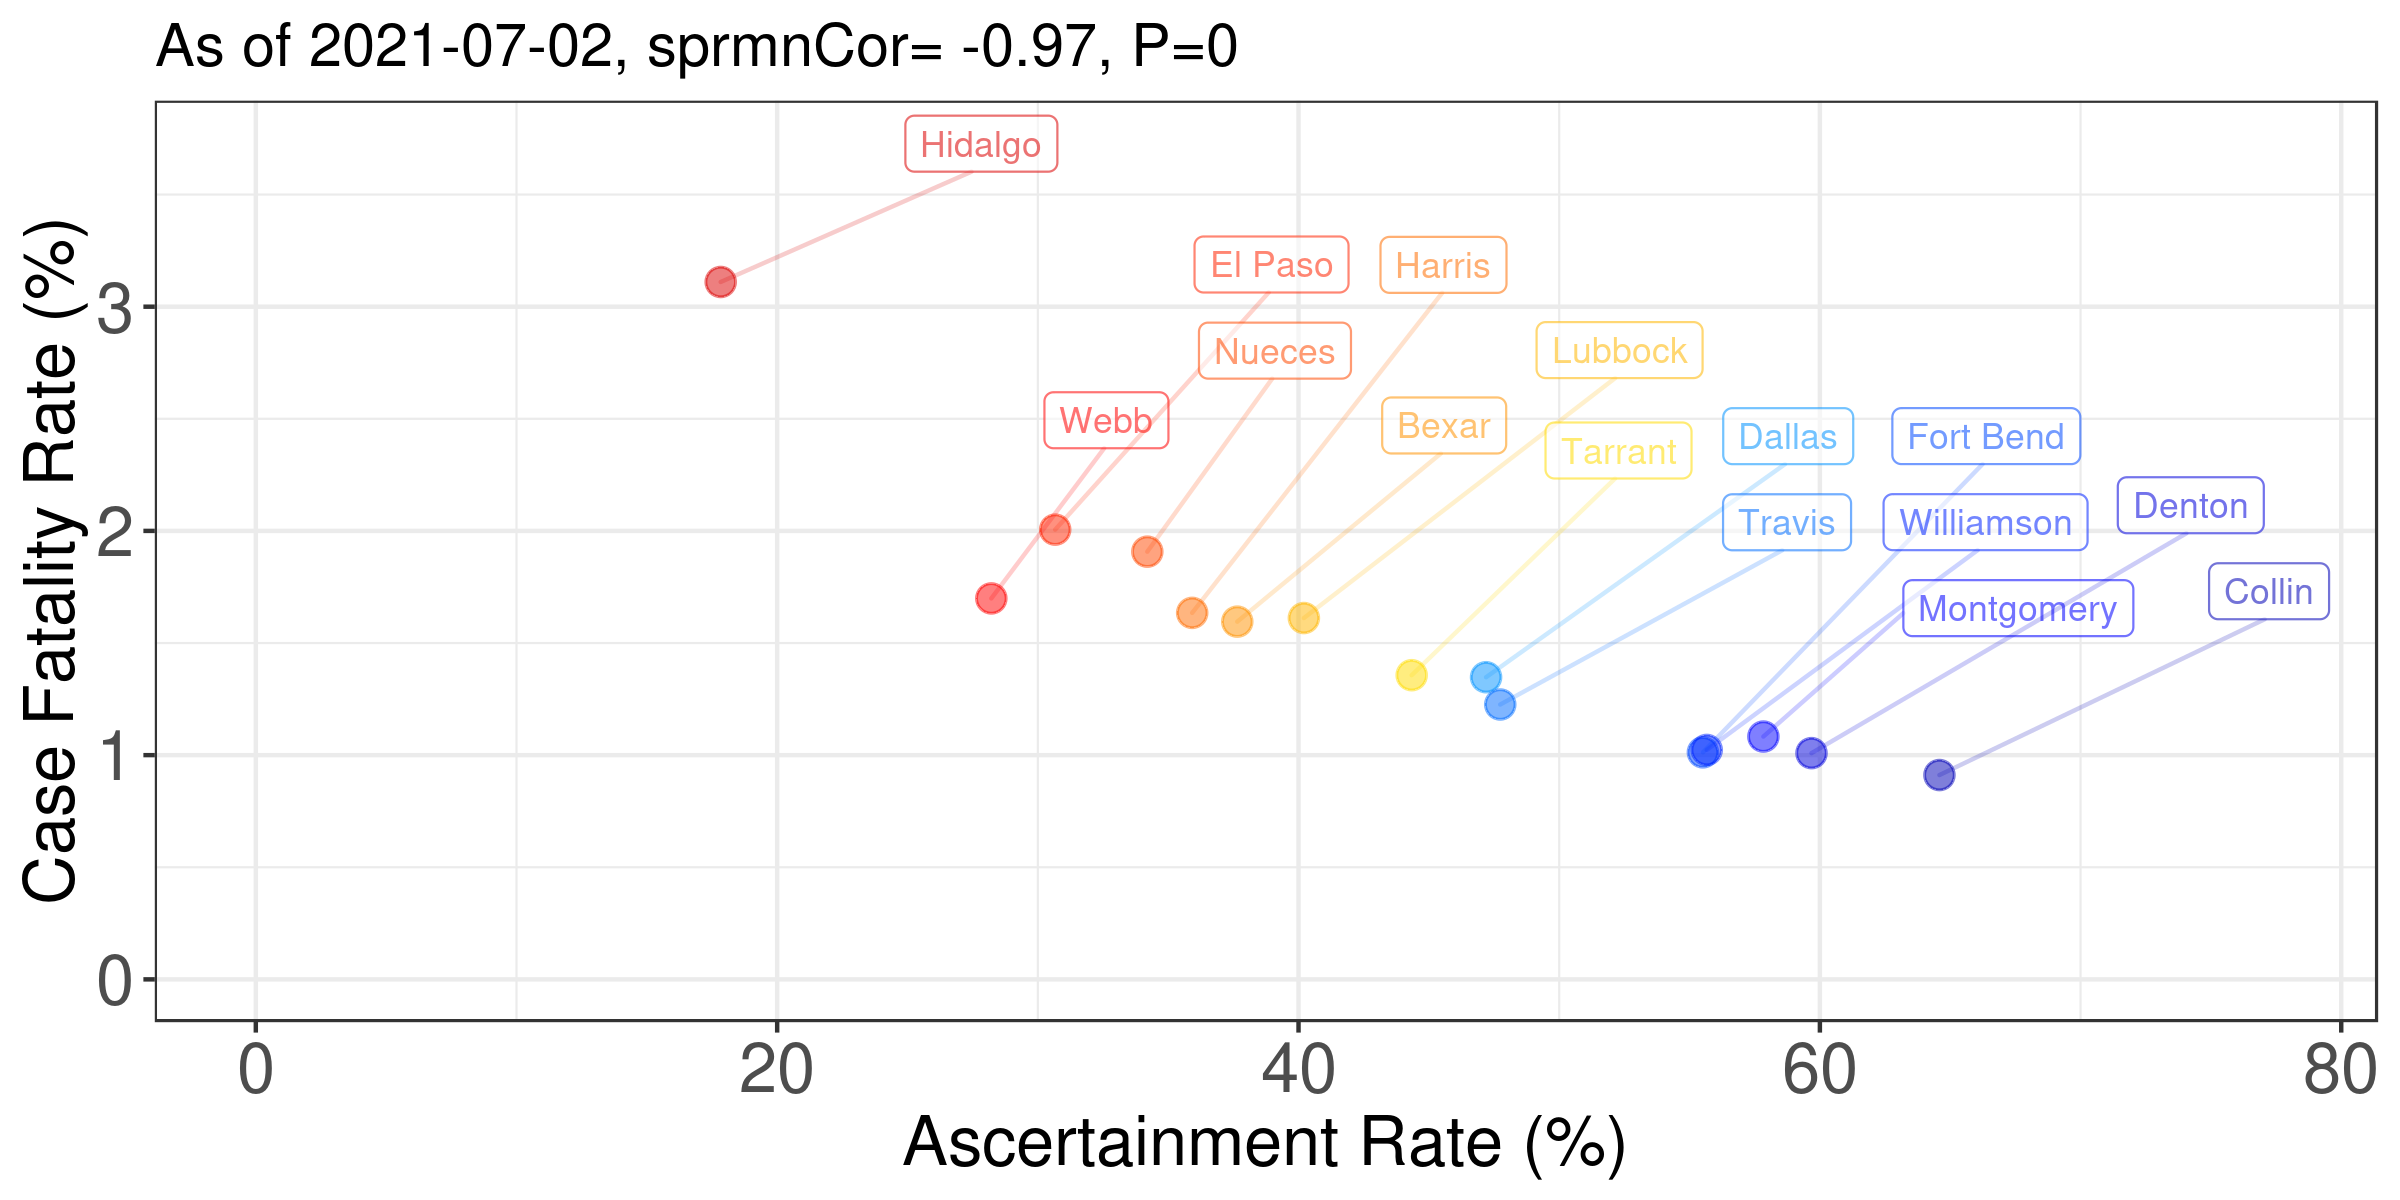 As of 2021-07-02, sprmnCor= -0.97, P=0
Hidalgo
El Paso
Harris
Nueces
Lubbock
Webb
Bexar
Tarrant
Dallas
Fort Bend
Travis
Williamson
Denton
Montgomery
Collin
Case Fatality Rate (%)
3
2
1
0
0 20 40 60 80
Ascertainment Rate (%)